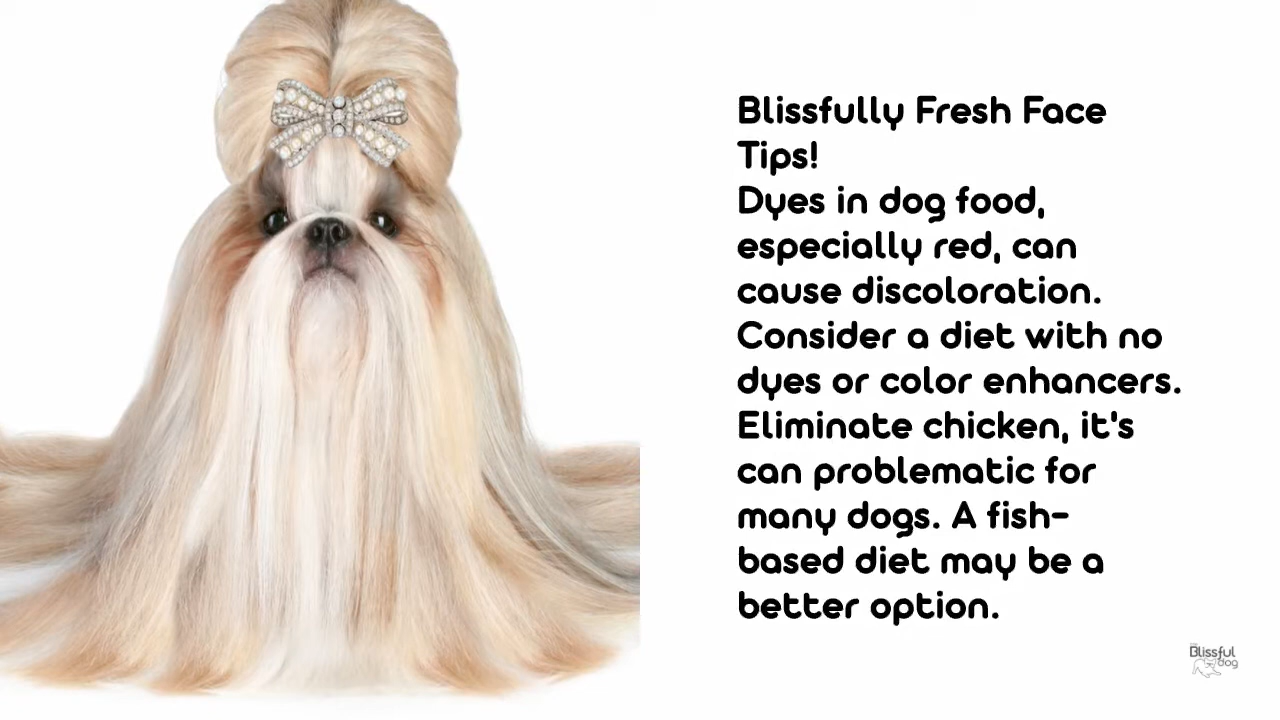 Blissfully Fresh Face
Tips!
Dyes in dog food,
especially red, can
cause discoloration.
Consider a diet with no
dyes or color enhancers.
Eliminate chicken, it's
can problematic for
many dogs. A fish-
based diet may be a
better option.
The
Blissful
dog